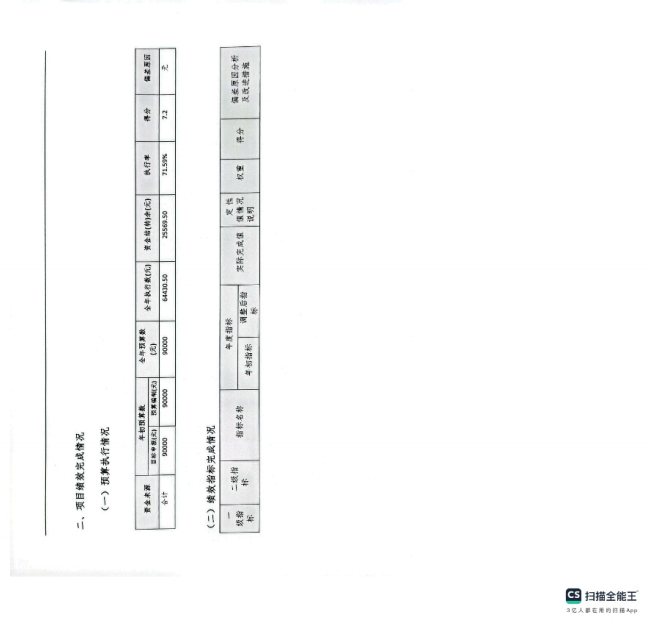 二、项目绩效完成情况
（一）预算执行情况
资金来源 年初预算数 全年预算数(元) 全年执行数(元) 资金结(转)余(元) 执行率 得分 偏差原因
目标申报(元) 预算编制(元)
合计 90000 90000 90000 64430.50 25569.50 71.59% 7.2 无
（二）绩效指标完成情况
一级指标 二级指标 指标名称 年度指标 实际完成值 定性值情况说明 权重 得分 偏差原因分析及改进措施
年初指标 调整后指标
CS 扫描全能王
3亿人都在用的扫描App